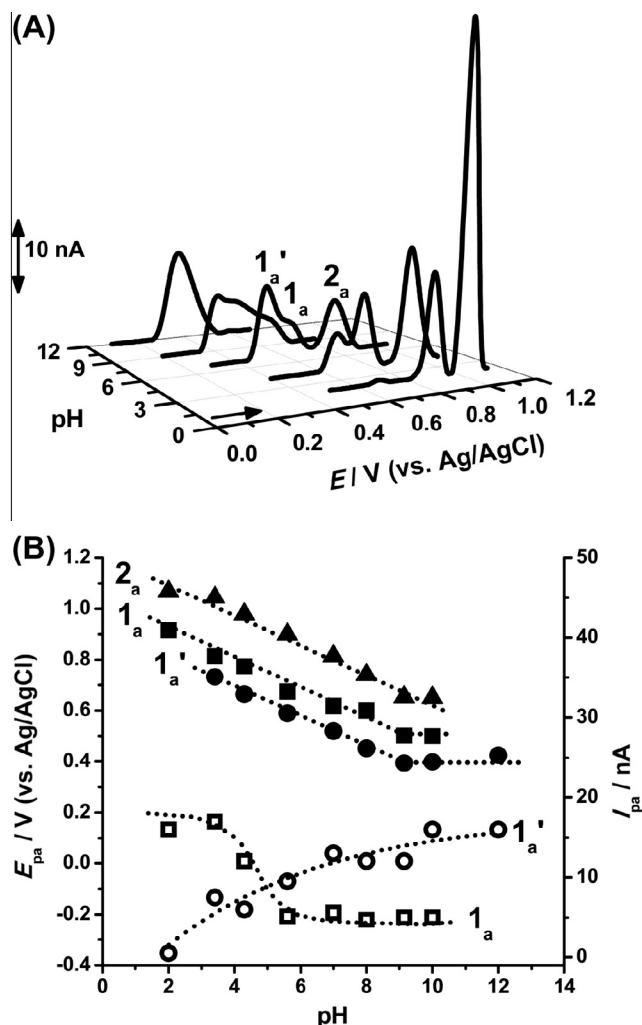 (A)
10 nA
1a'
1a
2a
12
9
6
3
0
pH
0.0
0.2
0.4
0.6
0.8
1.0
1.2
E / V (vs. Ag/AgCl)
(B)
1.2
1.0
0.8
0.6
0.4
0.2
0.0
-0.2
-0.4
Epa / V (vs. Ag/AgCl)
2a
1a
1a'
1a'
1a
50
40
30
20
10
0
Ipa / nA
0 2 4 6 8 10 12 14
pH